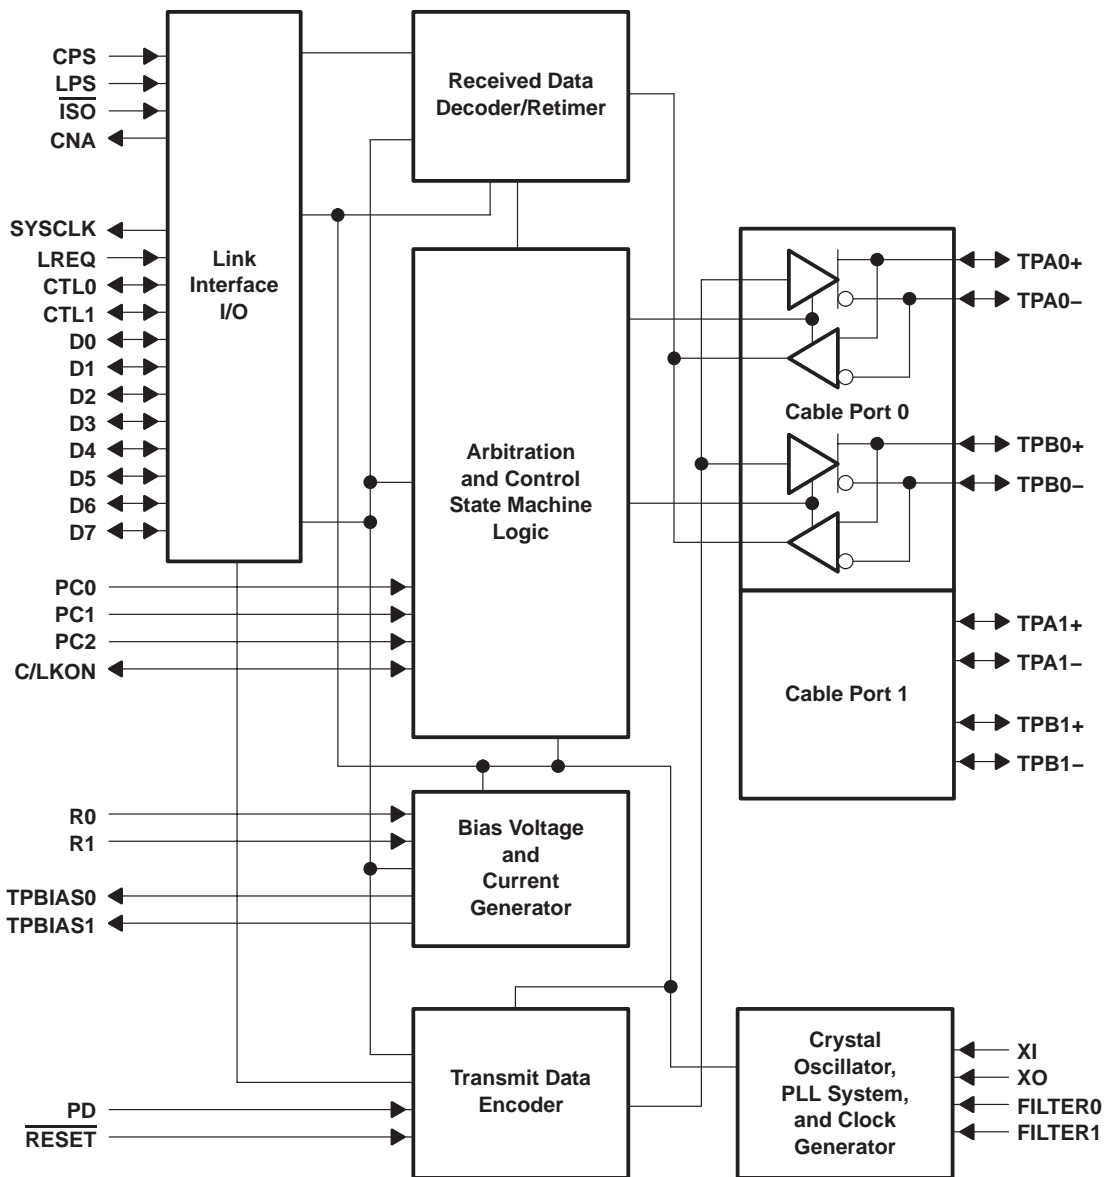 CPS
LPS
ISO
CNA
SYSCLK
LREQ
CTL0
CTL1
D0
D1
D2
D3
D4
D5
D6
D7
Link
Interface
I/O
Received Data
Decoder/Retimer
Arbitration
and Control
State Machine
Logic
Cable Port 0
TPA0+
TPA0–
TPB0+
TPB0–
Cable Port 1
TPA1+
TPA1–
TPB1+
TPB1–
PC0
PC1
PC2
C/LKON
R0
R1
TPBIAS0
TPBIAS1
Bias Voltage
and
Current
Generator
PD
RESET
Transmit Data
Encoder
Crystal
Oscillator,
PLL System,
and Clock
Generator
XI
XO
FILTER0
FILTER1